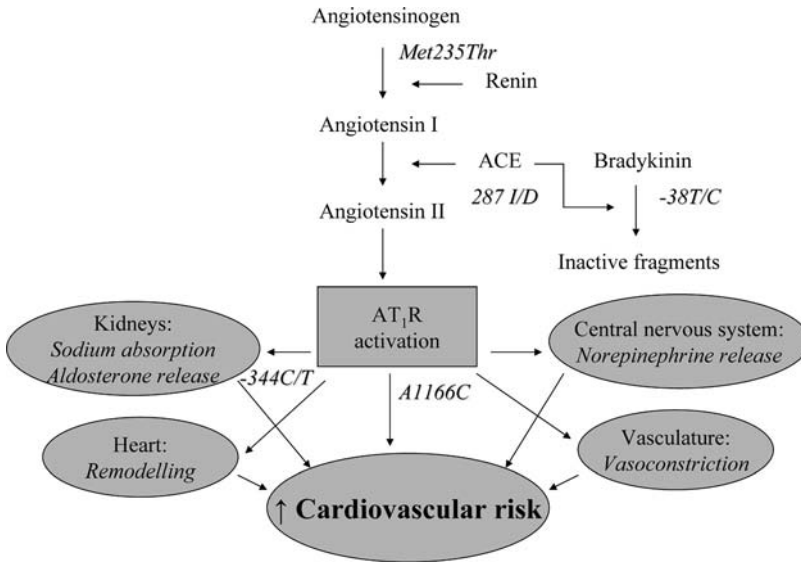 Angiotensinogen
Met235Thr
Renin
Angiotensin I
ACE
Bradykinin
287 I/D
-38T/C
Angiotensin II
Inactive fragments
AT₁R
activation
Kidneys:
Sodium absorption
Aldosterone release
Central nervous system:
Norepinephrine release
-344C/T
A1166C
Heart:
Remodelling
Vasculature:
Vasoconstriction
↑ Cardiovascular risk